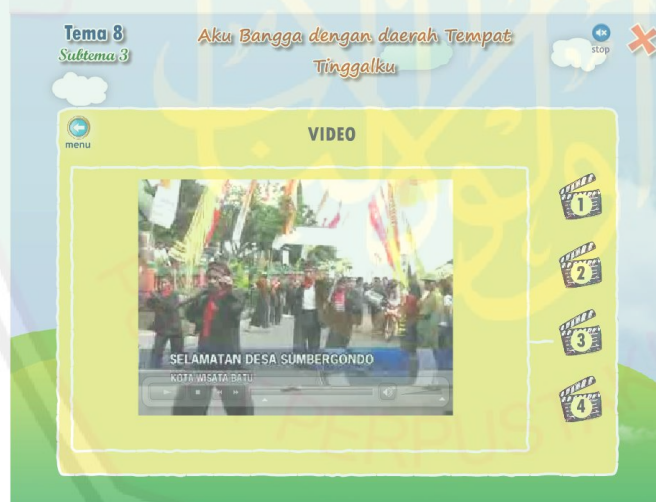 Tema 8
Subtema 3
Aku Bangga dengan daerah Tempat
Tinggalku
stop
menu
VIDEO
1
2
3
4
SELAMATAN DESA SUMBERGONDO
KOTA WISATA BATU